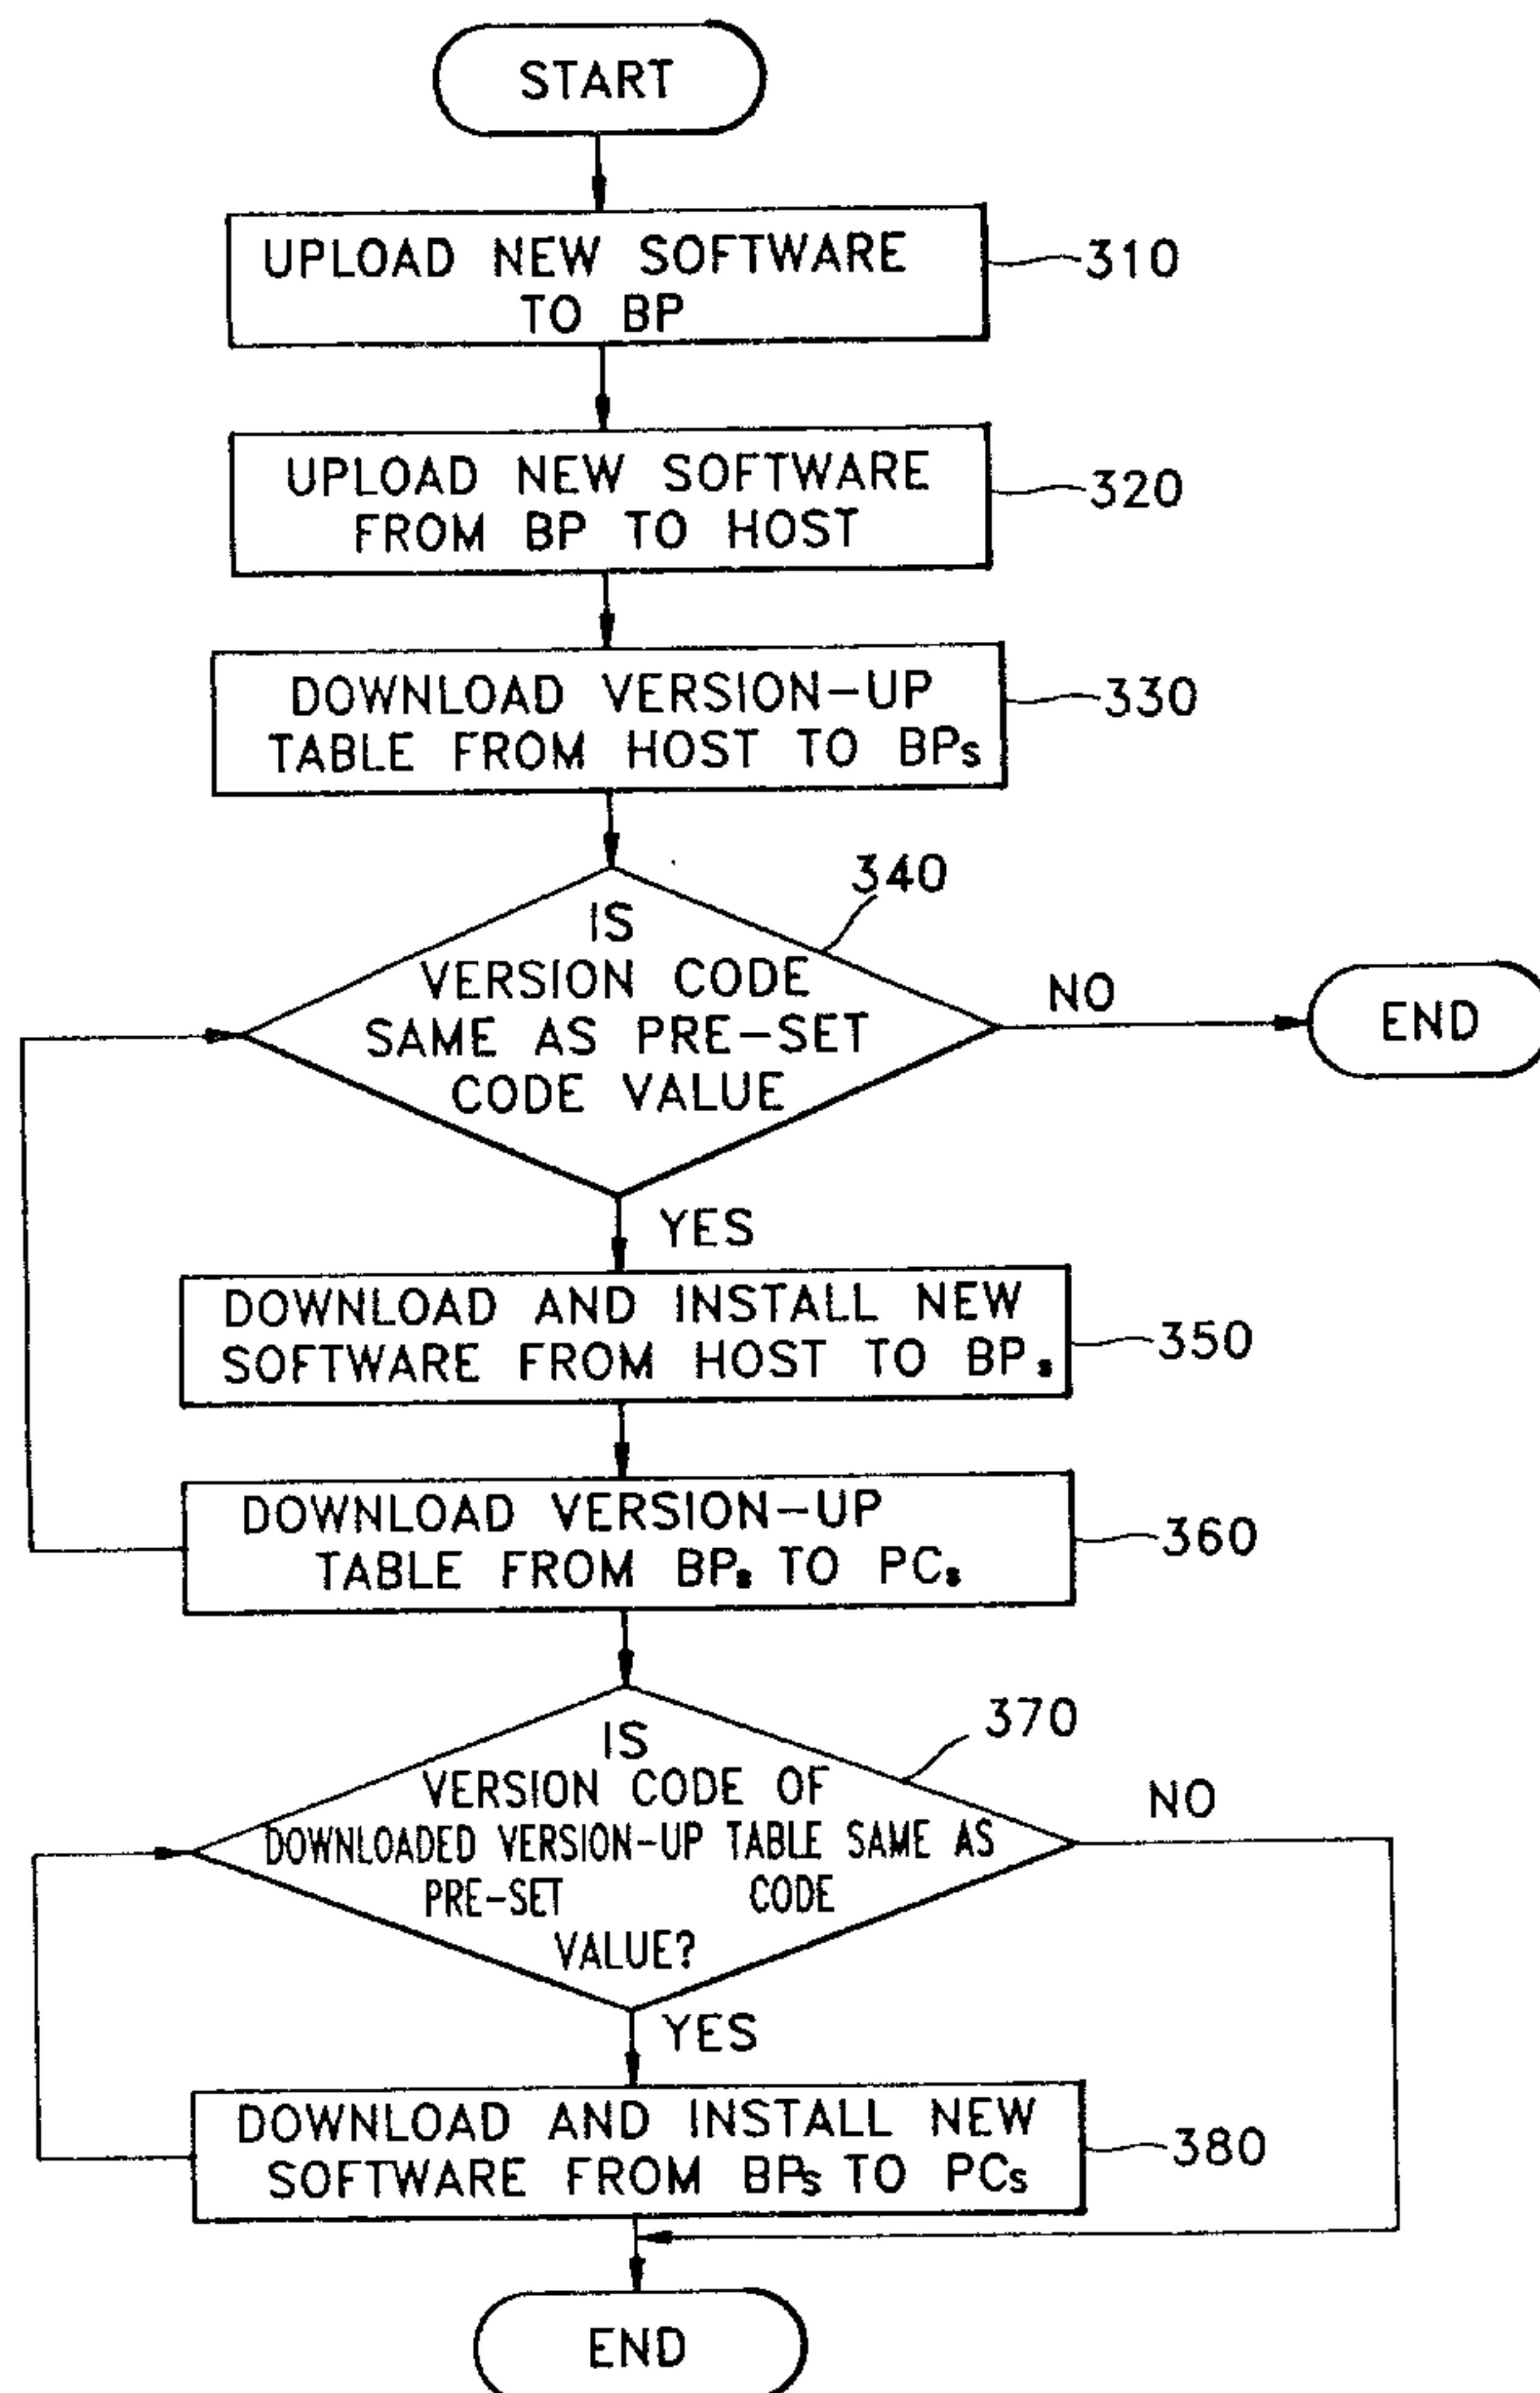 START
UPLOAD NEW SOFTWARE
TO BP
310
UPLOAD NEW SOFTWARE
FROM BP TO HOST
320
DOWNLOAD VERSION-UP
TABLE FROM HOST TO BPs
330
340
IS
VERSION CODE
SAME AS PRE-SET
CODE VALUE
NO
END
YES
DOWNLOAD AND INSTALL NEW
SOFTWARE FROM HOST TO BPs
350
DOWNLOAD VERSION-UP
TABLE FROM BPs TO PCs
360
370
IS
VERSION CODE OF
DOWNLOADED VERSION-UP TABLE SAME AS
PRE-SET CODE
VALUE?
NO
YES
DOWNLOAD AND INSTALL NEW
SOFTWARE FROM BPs TO PCs
380
END